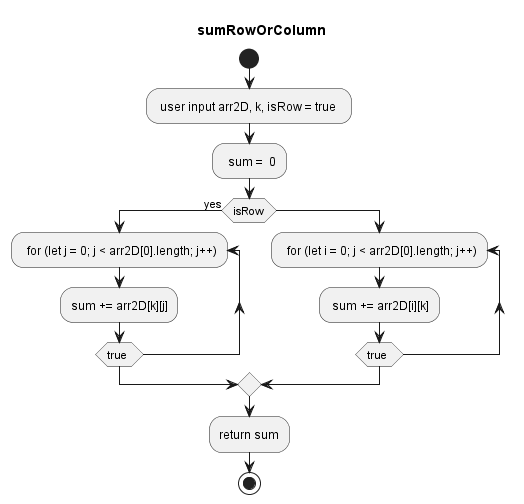 sumRowOrColumn
user input arr2D, k, isRow = true
sum = 0
yes
isRow
for (let j = 0; j < arr2D[0].length; j++)
sum += arr2D[k][j]
true
for (let i = 0; j < arr2D[0].length; j++)
sum += arr2D[i][k]
true
return sum